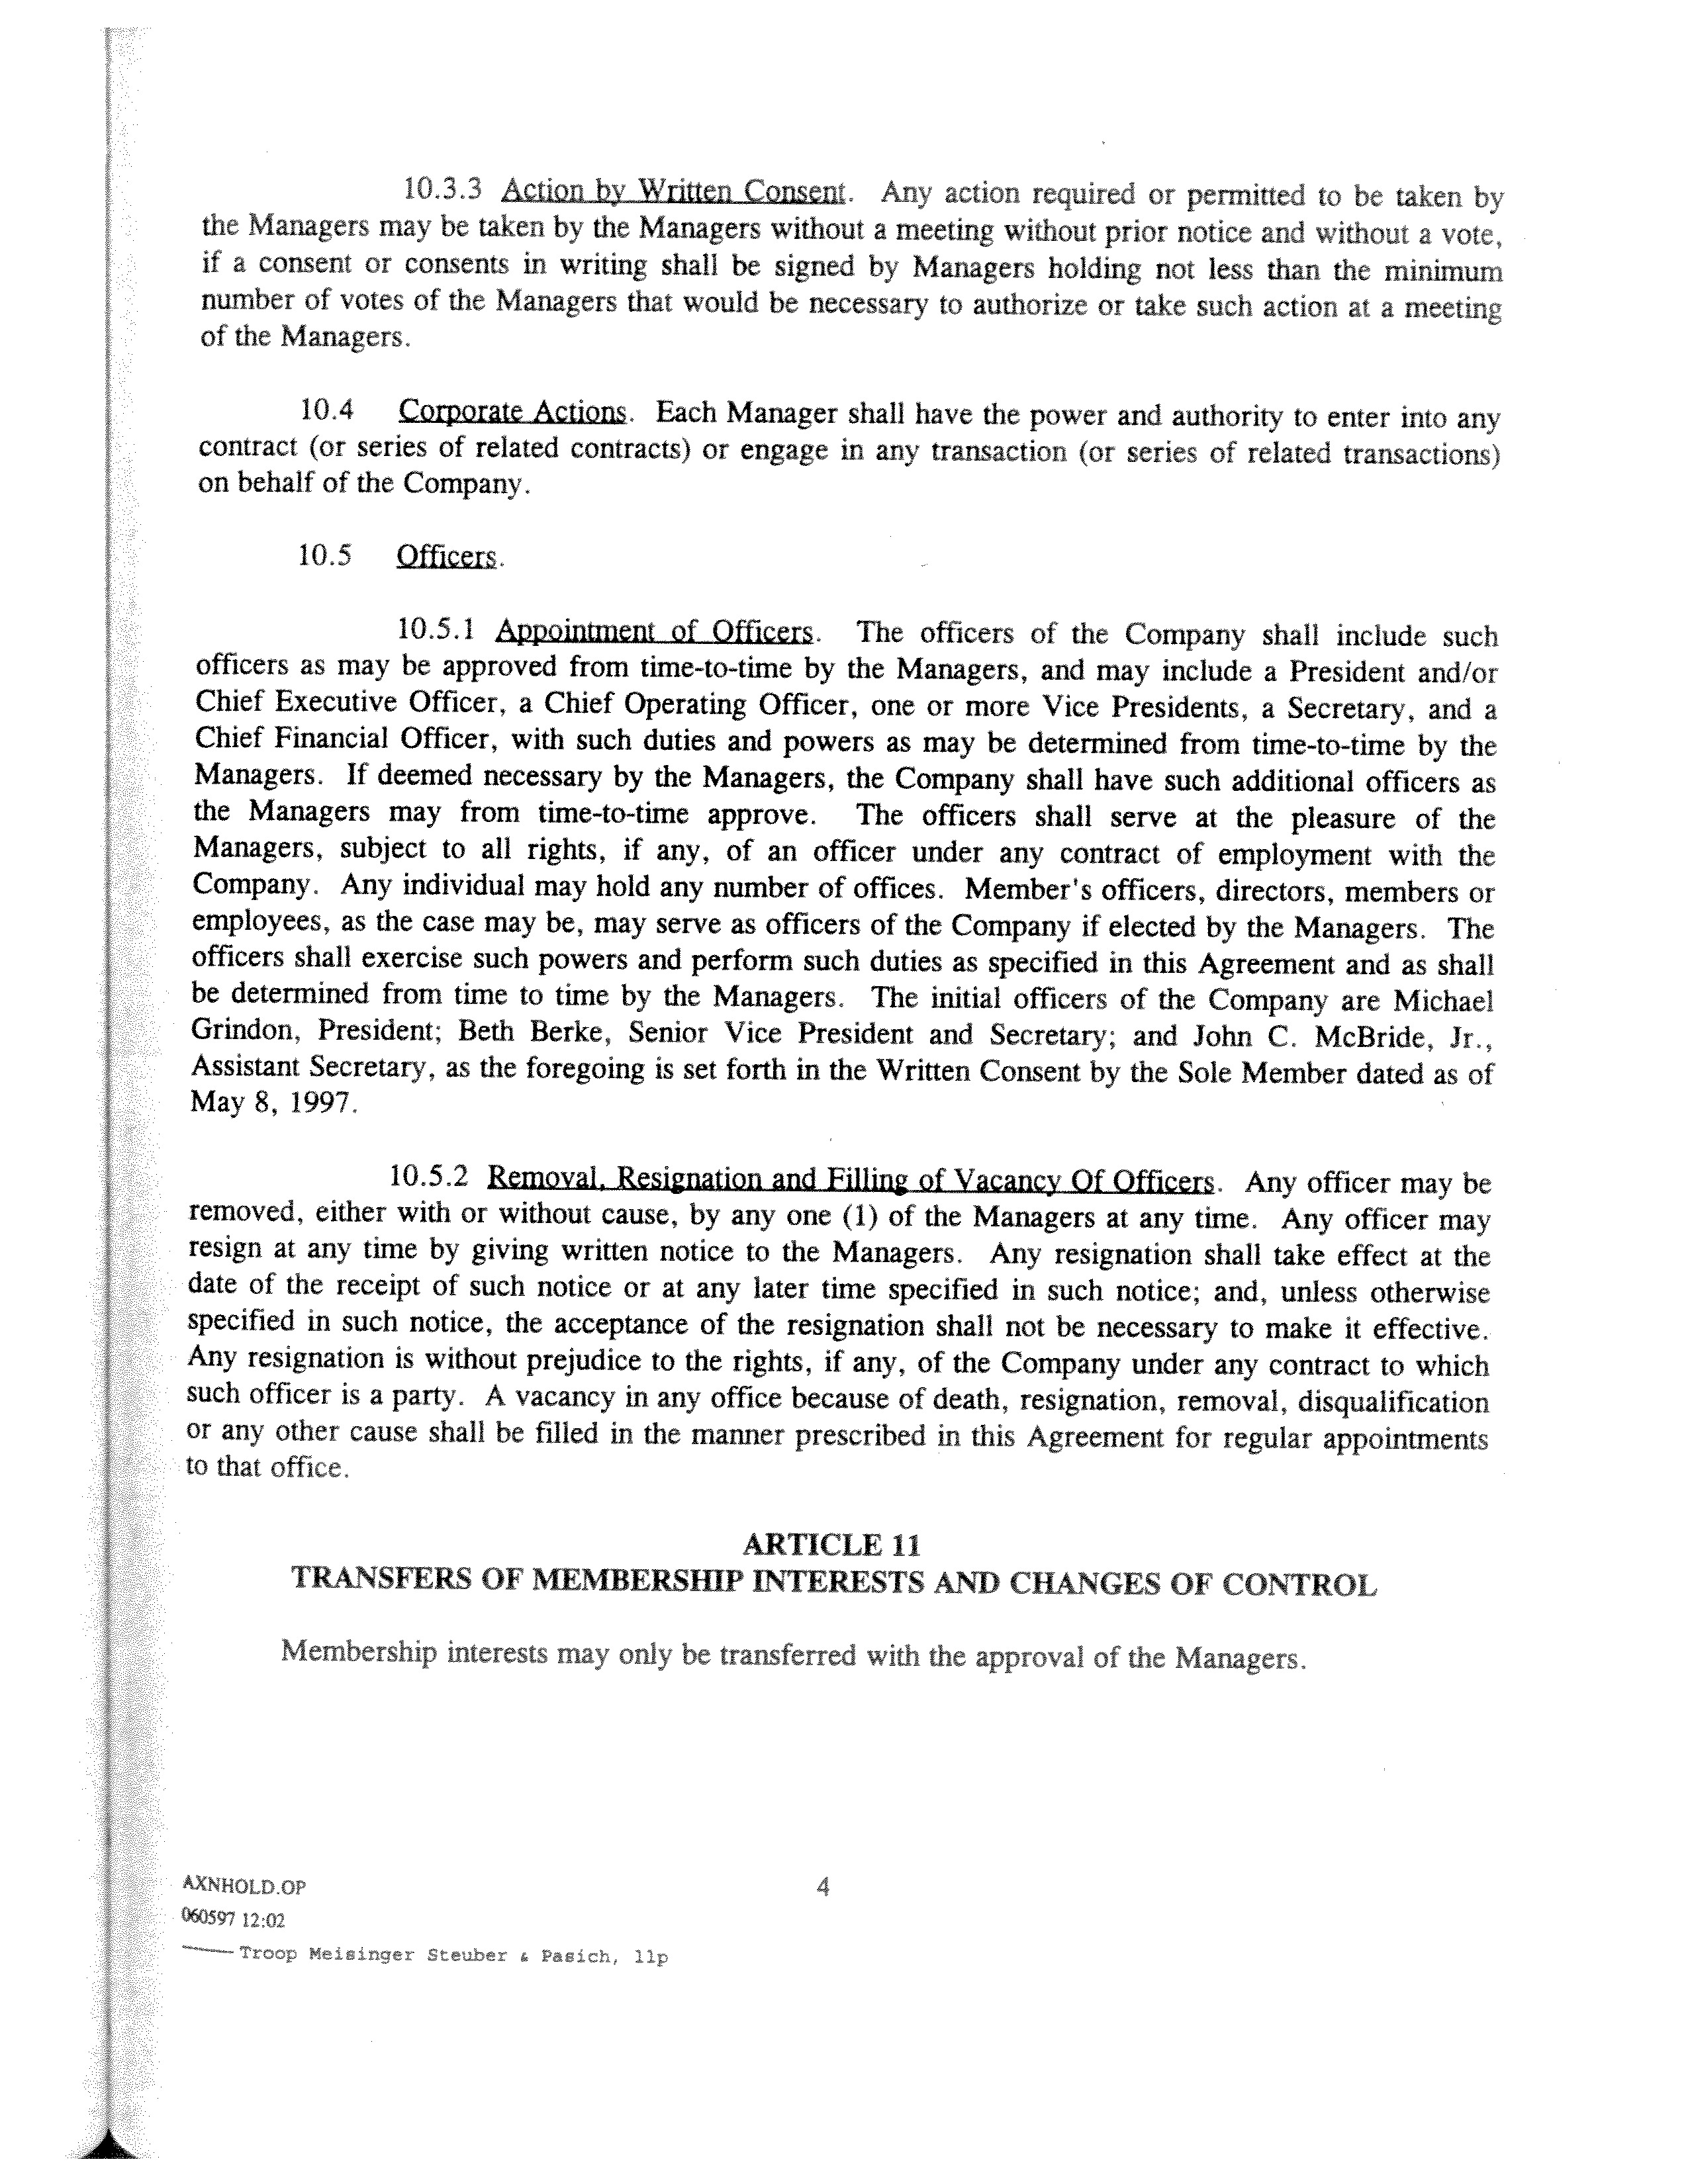 10.3.3 Action by Written Consent. Any action required or permitted to be taken by
the Managers may be taken by the Managers without a meeting without prior notice and without a vote,
if a consent or consents in writing shall be signed by Managers holding not less than the minimum
number of votes of the Managers that would be necessary to authorize or take such action at a meeting
of the Managers.
10.4 Corporate Actions. Each Manager shall have the power and authority to enter into any
contract (or series of related contracts) or engage in any transaction (or series of related transactions)
on behalf of the Company.
10.5 Officers.
10.5.1 Appointment of Officers. The officers of the Company shall include such
officers as may be approved from time-to-time by the Managers, and may include a President and/or
Chief Executive Officer, a Chief Operating Officer, one or more Vice Presidents, a Secretary, and a
Chief Financial Officer, with such duties and powers as may be determined from time-to-time by the
Managers. If deemed necessary by the Managers, the Company shall have such additional officers as
the Managers may from time-to-time approve. The officers shall serve at the pleasure of the
Managers, subject to all rights, if any, of an officer under any contract of employment with the
Company. Any individual may hold any number of offices. Member's officers, directors, members or
employees, as the case may be, may serve as officers of the Company if elected by the Managers. The
officers shall exercise such powers and perform such duties as specified in this Agreement and as shall
be determined from time to time by the Managers. The initial officers of the Company are Michael
Grindon, President; Beth Berke, Senior Vice President and Secretary; and John C. McBride, Jr.,
Assistant Secretary, as the foregoing is set forth in the Written Consent by the Sole Member dated as of
May 8, 1997.
10.5.2 Removal, Resignation and Filling of Vacancy Of Officers. Any officer may be
removed, either with or without cause, by any one (1) of the Managers at any time. Any officer may
resign at any time by giving written notice to the Managers. Any resignation shall take effect at the
date of the receipt of such notice or at any later time specified in such notice; and, unless otherwise
specified in such notice, the acceptance of the resignation shall not be necessary to make it effective.
Any resignation is without prejudice to the rights, if any, of the Company under any contract to which
such officer is a party. A vacancy in any office because of death, resignation, removal, disqualification
or any other cause shall be filled in the manner prescribed in this Agreement for regular appointments
to that office.
ARTICLE 11
TRANSFERS OF MEMBERSHIP INTERESTS AND CHANGES OF CONTROL
Membership interests may only be transferred with the approval of the Managers.
AXNHOLD.OP 4
060597 12:02
Troop Meisinger Steuber & Pasich, llp